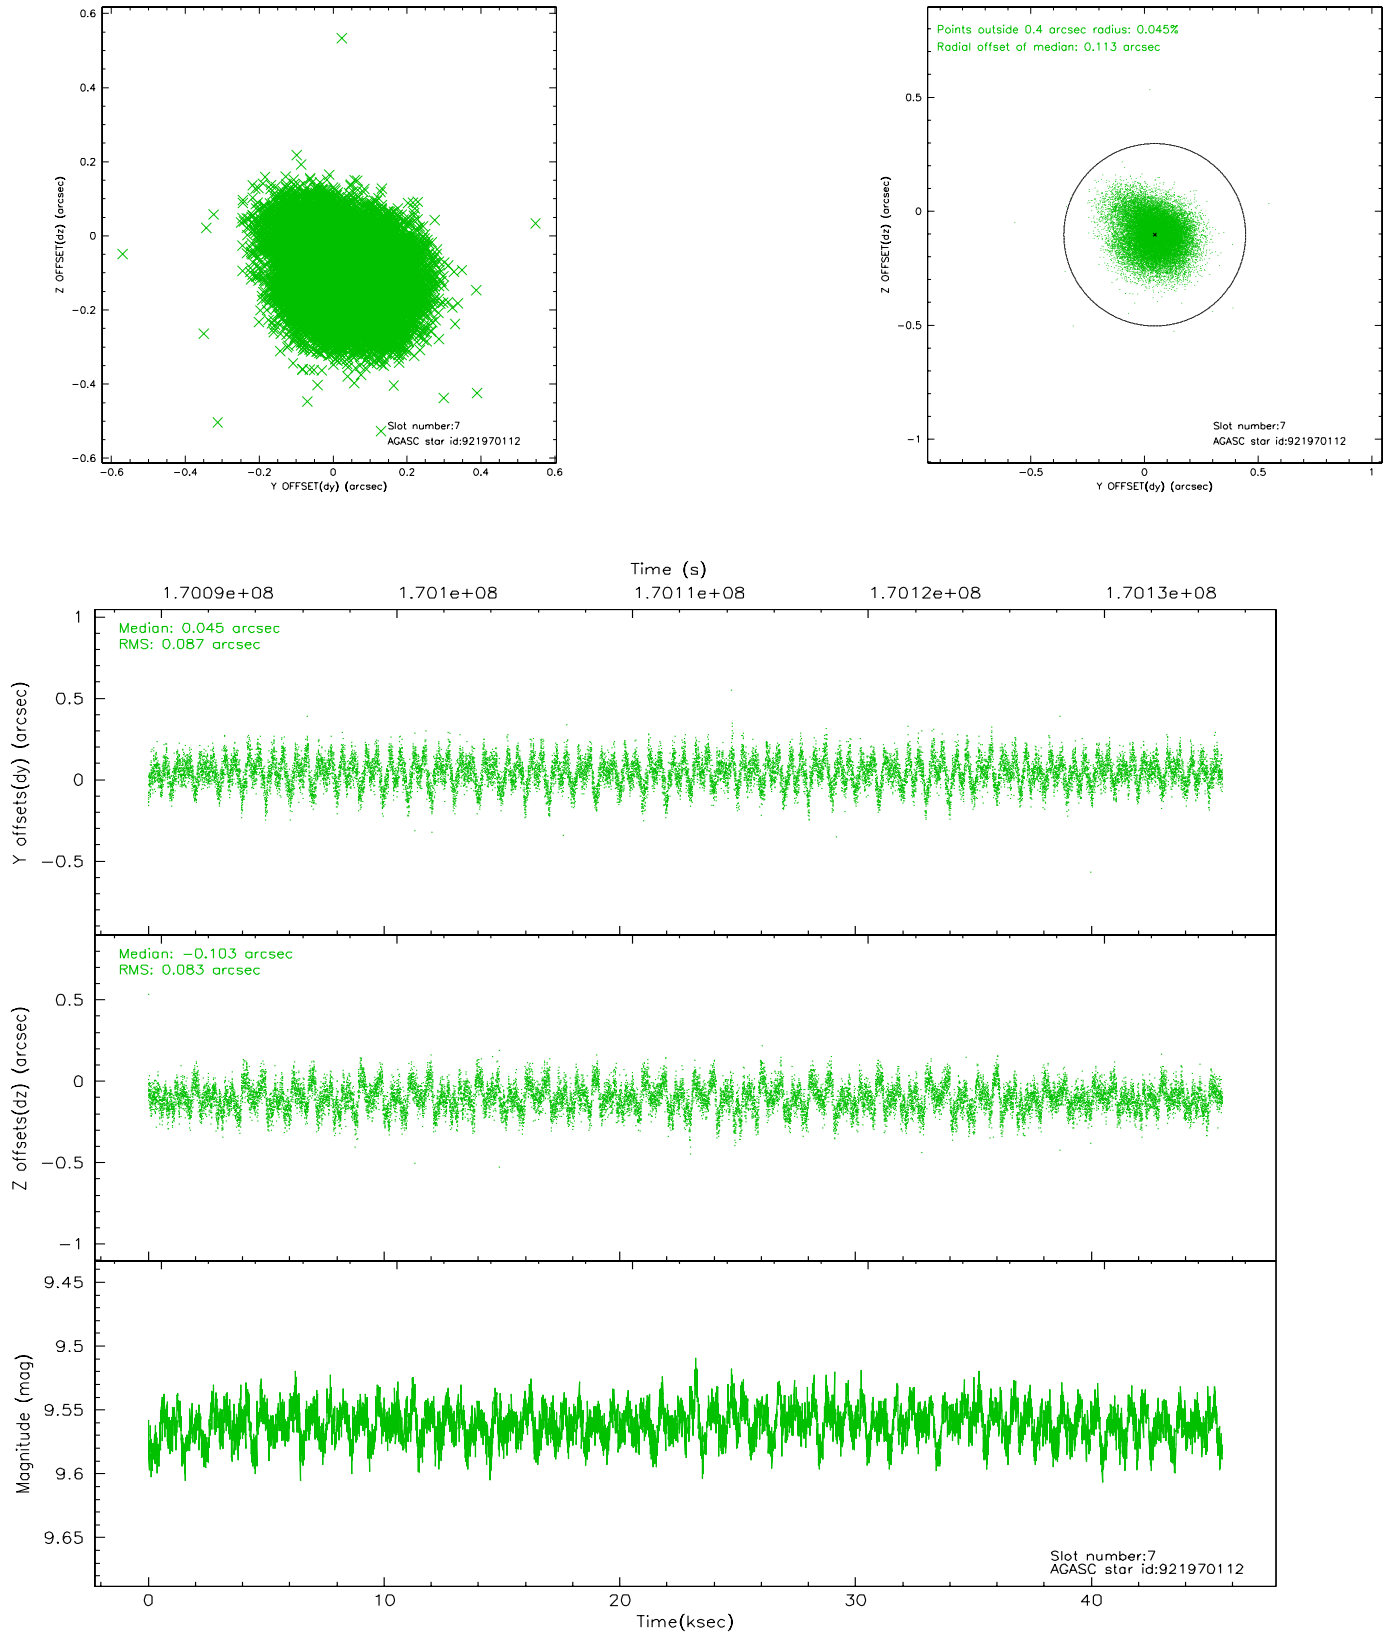 0.6
0.4
0.2
0
−0.2
−0.4
−0.6
Z OFFSET(dz) (arcsec)
−0.6 −0.4 −0.2 0 0.2 0.4 0.6
Y OFFSET(dy) (arcsec)
Slot number:7
AGASC star id:921970112
Points outside 0.4 arcsec radius: 0.045%
Radial offset of median: 0.113 arcsec
0.5
0
−0.5
−1
Z OFFSET(dz) (arcsec)
Slot number:7
AGASC star id:921970112
−0.5 0 0.5 1
Y OFFSET(dy) (arcsec)
Time (s)
1.7009e+08 1.701e+08 1.7011e+08 1.7012e+08 1.7013e+08
Median: 0.045 arcsec
RMS: 0.087 arcsec
1
0.5
0
−0.5
Y offsets(dy) (arcsec)
Median: −0.103 arcsec
RMS: 0.083 arcsec
0.5
0
−0.5
−1
Z offsets(dz) (arcsec)
9.45
9.5
9.55
9.6
9.65
Magnitude (mag)
Slot number:7
AGASC star id:921970112
0 10 20 30 40
Time(ksec)